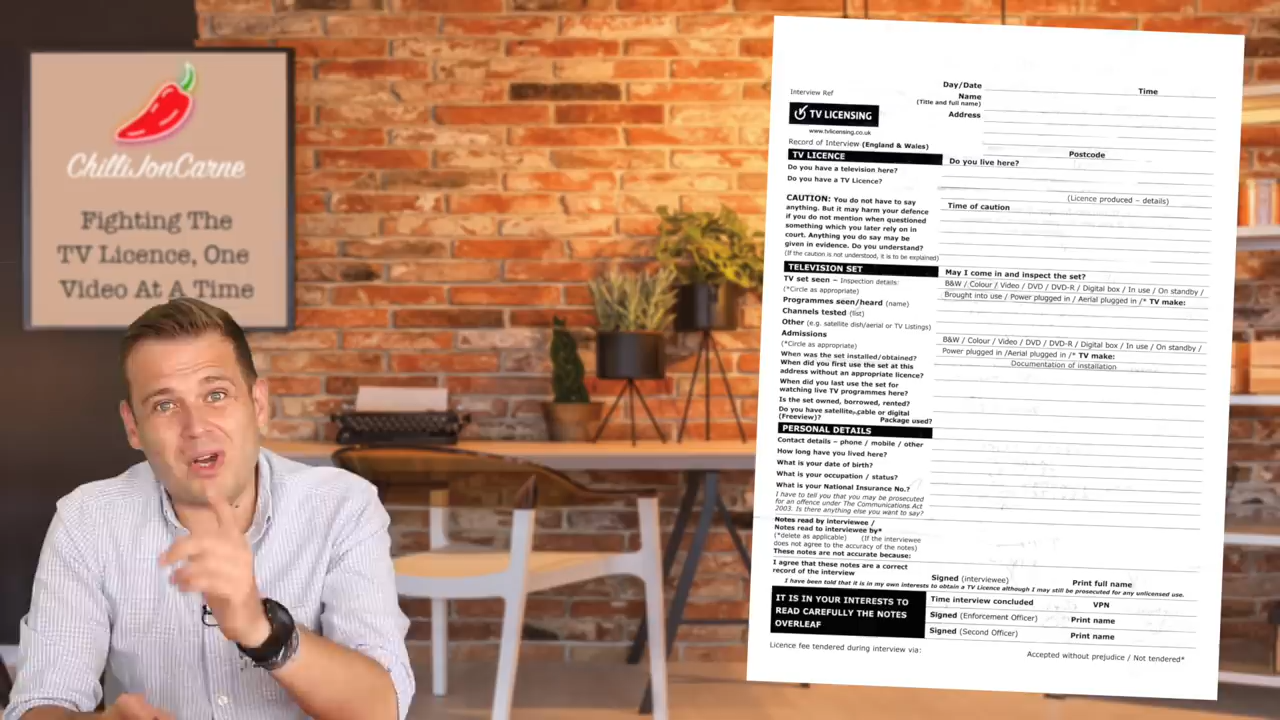 ChilliJonCarne
Fighting The
TV Licence, One
Video At A Time
Day/Date
Time
Interview Ref
Name
(Title and full name)
Address
TV LICENSING
www.tvlicensing.co.uk
Record of Interview (England & Wales)
Postcode
TV LICENCE
Do you live here?
Do you have a television here?
Do you have a TV Licence?
(Licence produced – details)
CAUTION: You do not have to say
anything. But it may harm your defence
if you do not mention when questioned
something which you later rely on in
court. Anything you do say may be
given in evidence. Do you understand?
(If the caution is not understood, it is to be explained)
Time of caution
TELEVISION SET
May I come in and inspect the set?
TV set seen – Inspection details:
(*Circle as appropriate)
B&W / Colour / Video / DVD / DVD-R / Digital box / In use / On standby /
Brought into use / Power plugged in / Aerial plugged in /* TV make:
Programmes seen/heard (name)
Channels tested (list)
Other (e.g. satellite dish/aerial or TV Listings)
Admissions
(*Circle as appropriate)
B&W / Colour / Video / DVD / DVD-R / Digital box / In use / On standby /
Power plugged in /Aerial plugged in /* TV make:
When was the set installed/obtained?
Documentation of installation
When did you first use the set at this
address without an appropriate licence?
When did you last use the set for
watching live TV programmes here?
Is the set owned, borrowed, rented?
Do you have satellite, cable or digital
(Freeview)?
Package used?
PERSONAL DETAILS
Contact details – phone / mobile / other
How long have you lived here?
What is your date of birth?
What is your occupation / status?
What is your National Insurance No.?
I have to tell you that you may be prosecuted
for an offence under The Communications Act
2003. Is there anything else you want to say?
Notes read by interviewee /
Notes read to interviewee by*
(*delete as applicable) (If the interviewee
does not agree to the accuracy of the notes)
These notes are not accurate because:
I agree that these notes are a correct
record of the interview
Signed (interviewee)
Print full name
I have been told that it is in my own interests to obtain a TV Licence although I may still be prosecuted for any unlicensed use.
IT IS IN YOUR INTERESTS TO
READ CAREFULLY THE NOTES
OVERLEAF
Time interview concluded
VPN
Signed (Enforcement Officer)
Print name
Signed (Second Officer)
Print name
Licence fee tendered during interview via:
Accepted without prejudice / Not tendered*